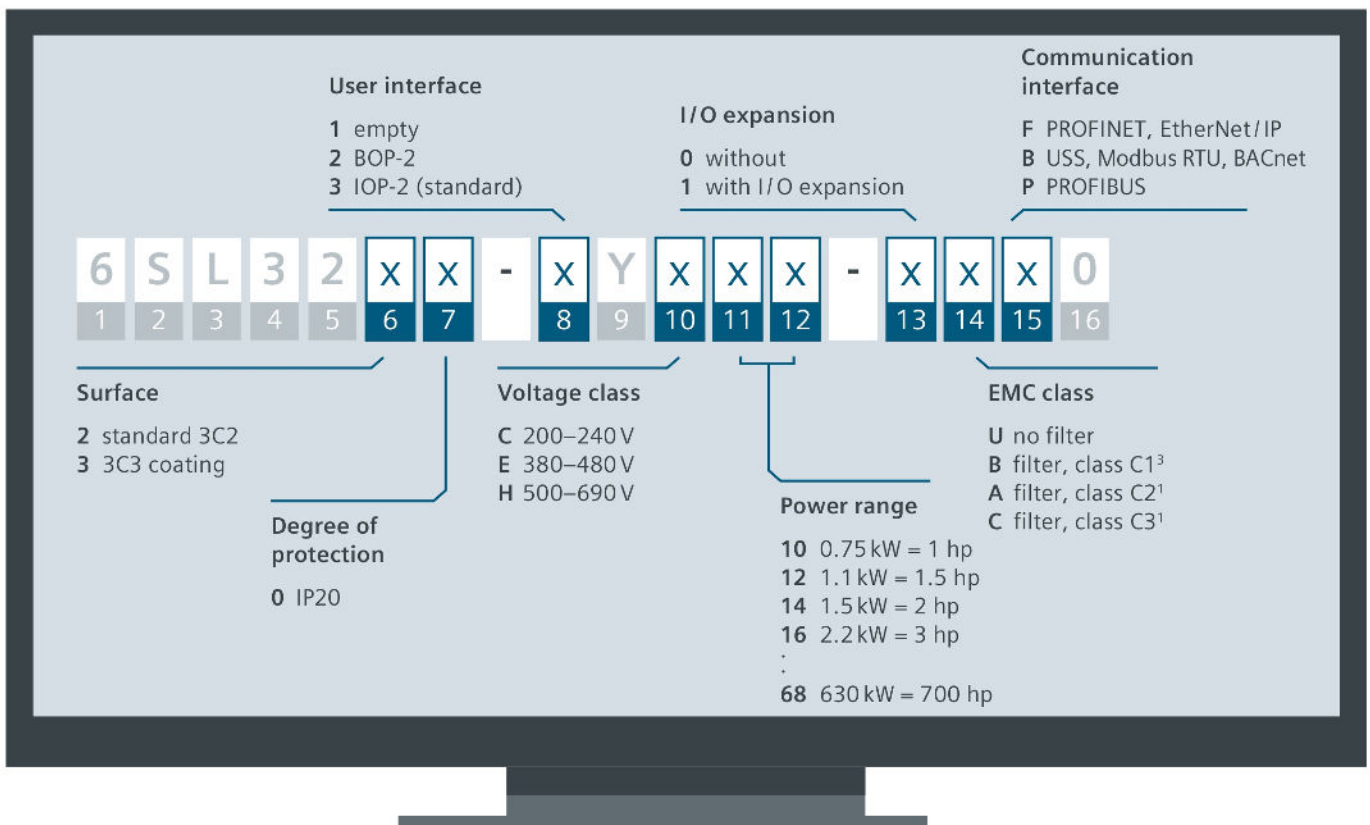 User interface
1 empty
2 BOP-2
3 IOP-2 (standard)
I/O expansion
0 without
1 with I/O expansion
Communication
interface
F PROFINET, EtherNet/IP
B USS, Modbus RTU, BACnet
P PROFIBUS
6 S L 3 2 x x - x Y x x x - x x x 0
1 2 3 4 5 6 7 8 9 10 11 12 13 14 15 16
Surface
2 standard 3C2
3 3C3 coating
Degree of
protection
0 IP20
Voltage class
C 200–240 V
E 380–480 V
H 500–690 V
Power range
10 0.75 kW = 1 hp
12 1.1 kW = 1.5 hp
14 1.5 kW = 2 hp
16 2.2 kW = 3 hp
:
68 630 kW = 700 hp
EMC class
U no filter
B filter, class C1³
A filter, class C2¹
C filter, class C3¹